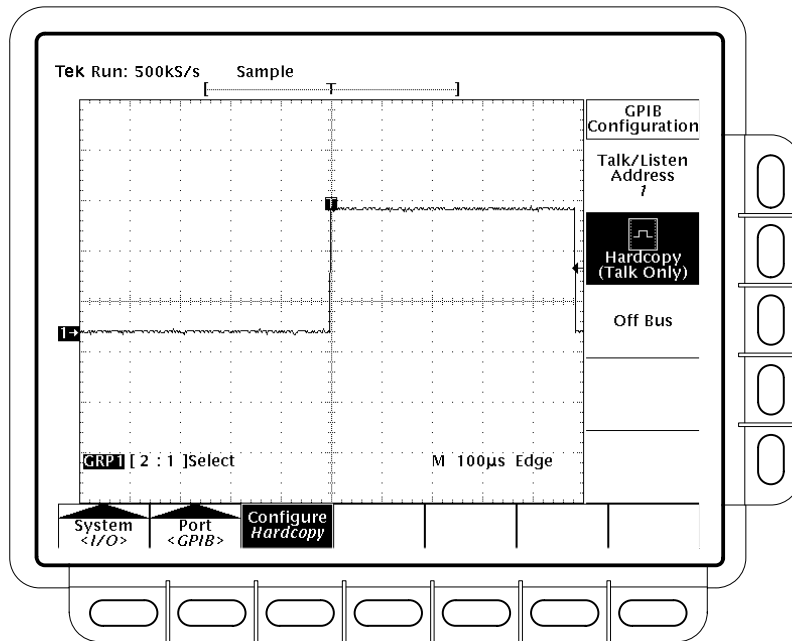 Tek Run: 500kS/s Sample
[ T ]
GPIB
Configuration
Talk/Listen
Address
1
T
Hardcopy
(Talk Only)
Off Bus
1→
GRP1 [ 2 : 1 ]Select M 100µs Edge
System
<I/O>
Port
<GPIB>
Configure
Hardcopy